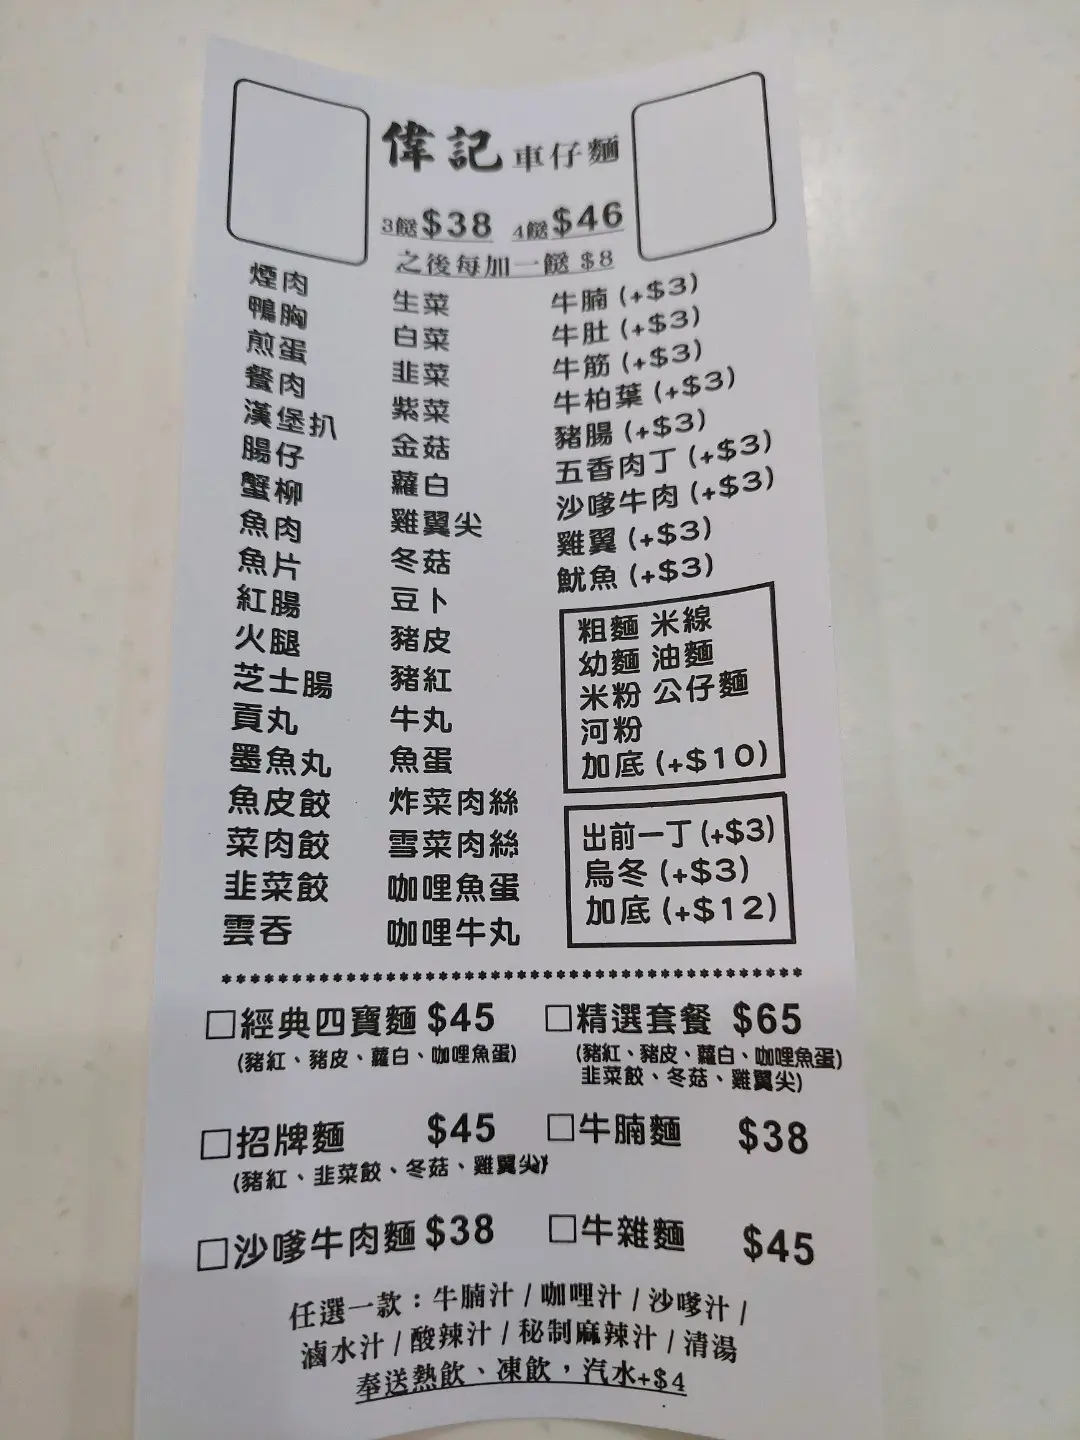 偉記 車仔麵
3餸 $38 4餸 $46
之後每加一餸 $8
煙肉
鴨胸
煎蛋
餐肉
漢堡扒
腸仔
蟹柳
魚肉
魚片
紅腸
火腿
芝士腸
貢丸
墨魚丸
魚皮餃
菜肉餃
韭菜餃
雲吞
生菜
白菜
韭菜
紫菜
金菇
蘿白
雞翼尖
冬菇
豆卜
豬皮
豬紅
牛丸
魚蛋
炸菜肉絲
雪菜肉絲
咖哩魚蛋
咖哩牛丸
牛腩 (+$3)
牛肚 (+$3)
牛筋 (+$3)
牛柏葉 (+$3)
豬腸 (+$3)
五香肉丁 (+$3)
沙嗲牛肉 (+$3)
雞翼 (+$3)
魷魚 (+$3)
粗麵 米線
幼麵 油麵
米粉 公仔麵
河粉
加底 (+$10)
出前一丁 (+$3)
烏冬 (+$3)
加底 (+$12)
□經典四寶麵 $45
(豬紅、豬皮、蘿白、咖哩魚蛋)
□精選套餐 $65
(豬紅、豬皮、蘿白、咖哩魚蛋)
韭菜餃、冬菇、雞翼尖)
□招牌麵 $45
(豬紅、韭菜餃、冬菇、雞翼尖)
□牛腩麵 $38
□沙嗲牛肉麵 $38
□牛雜麵 $45
任選一款：牛腩汁 / 咖哩汁 / 沙嗲汁 /
滷水汁 / 酸辣汁 / 秘制麻辣汁 / 清湯
奉送熱飲、凍飲，汽水+$4